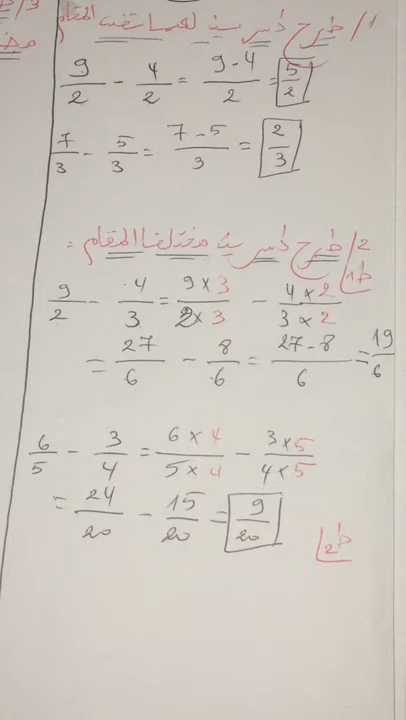 1/ طرح كسرين لهما نفس المقام
9/2 - 4/2 = 9-4/2 = 5/2
7/3 - 5/3 = 7-5/3 = 2/3
2/ طرح كسرين مختلفا المقام :
ط1
9/2 - 4/3 = 9×3/2×3 - 4×2/3×2
= 27/6 - 8/6 = 27-8/6 = 19/6
6/5 - 3/4 = 6×4/5×4 - 3×5/4×5
= 24/20 - 15/20 = 9/20
ط2